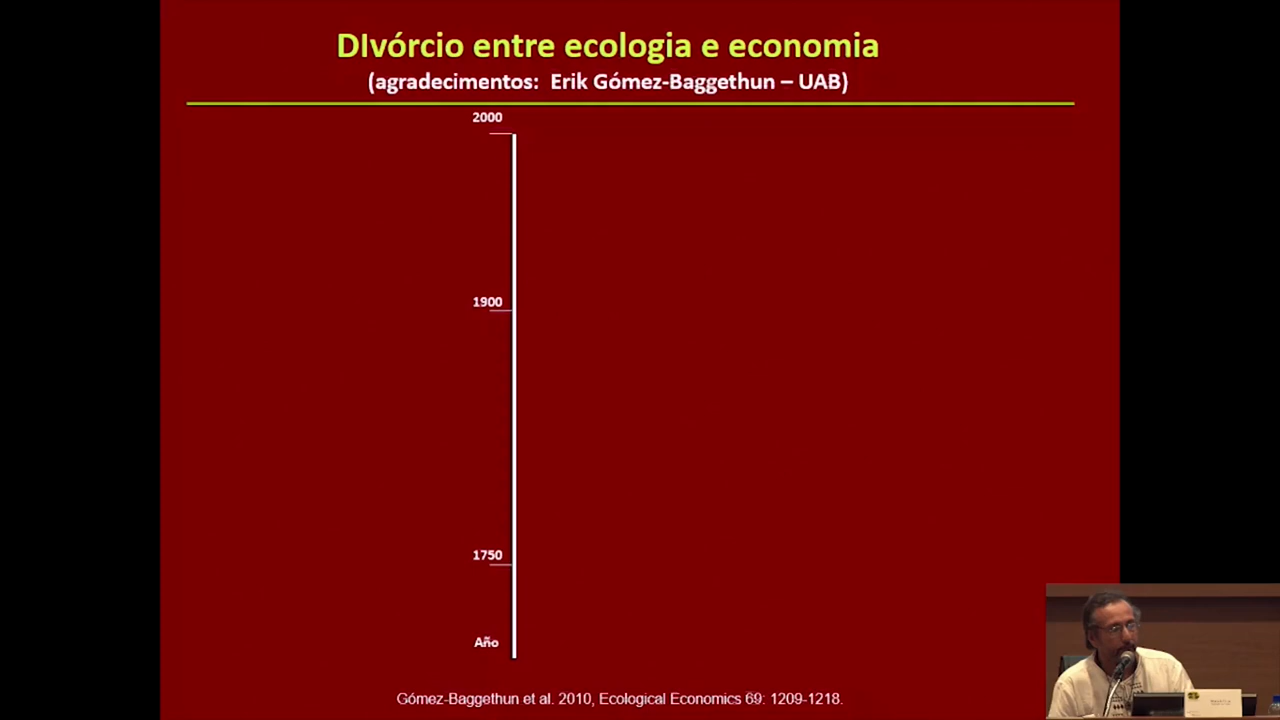 DIvórcio entre ecologia e economia
(agradecimentos: Erik Gómez-Baggethun – UAB)
2000
1900
1750
Año
Gómez-Baggethun et al. 2010, Ecological Economics 69: 1209-1218.